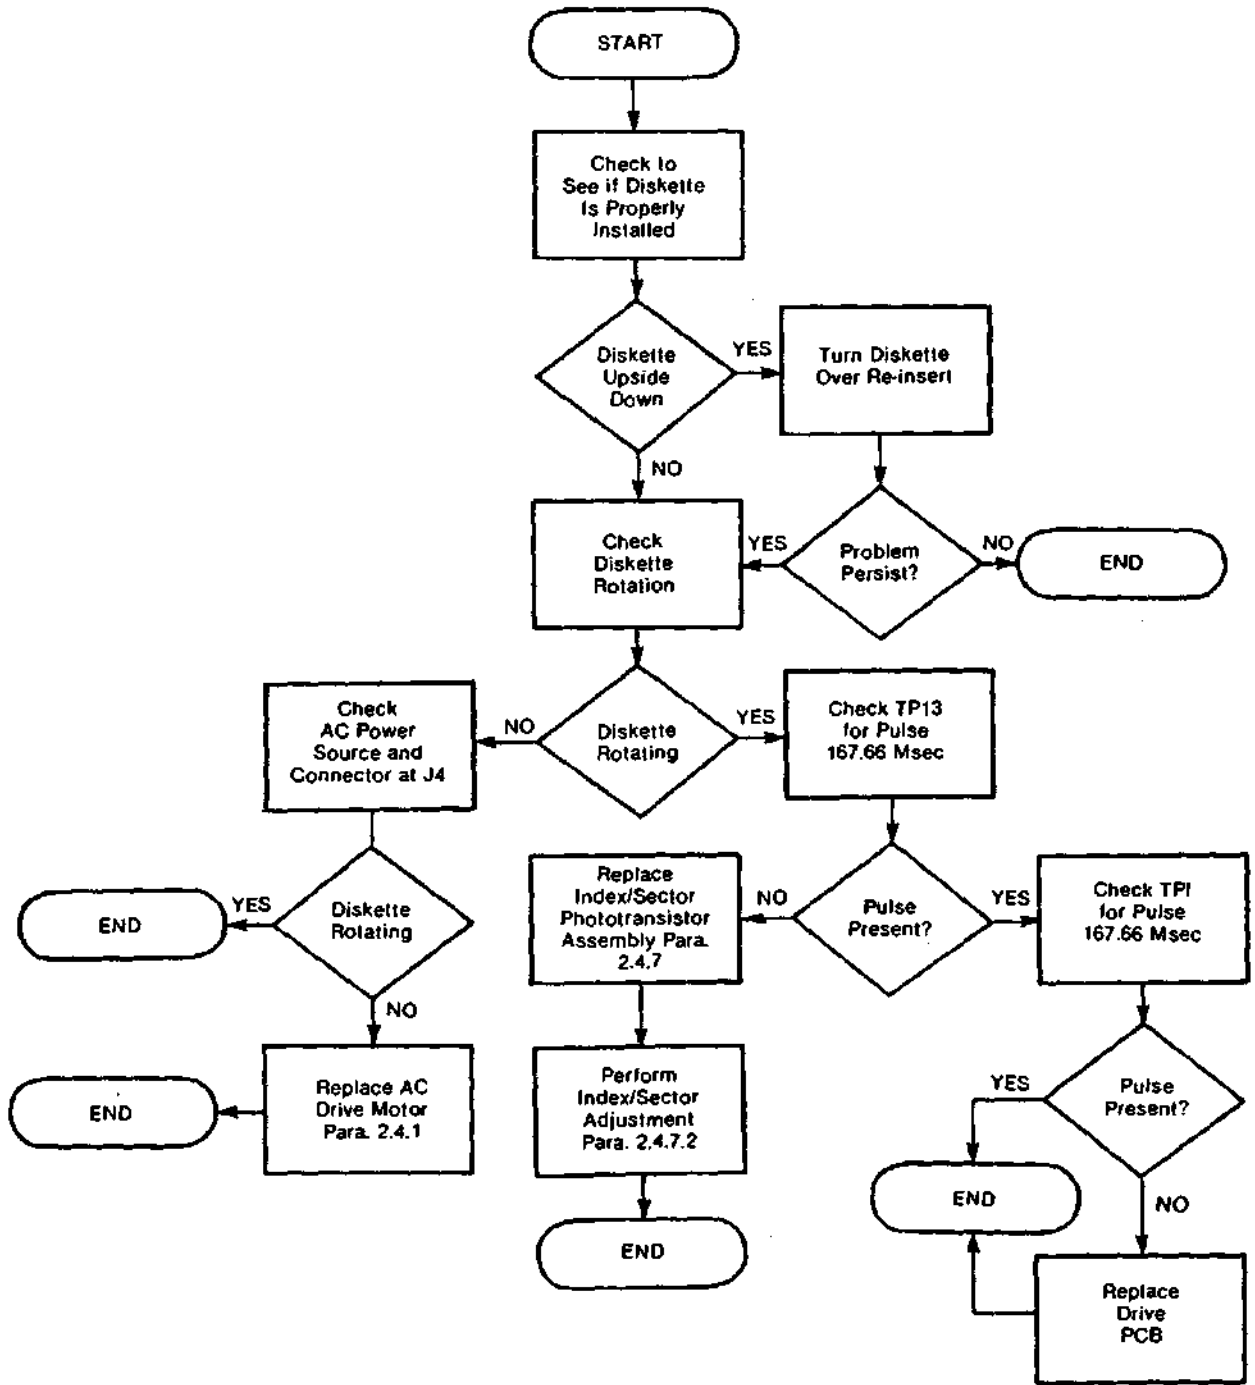 START
Check to
See if Diskette
Is Properly
Installed
Diskette
Upside
Down
YES
Turn Diskette
Over Re-insert
NO
Check
Diskette
Rotation
YES
Problem
Persist?
NO
END
Check
AC Power
Source and
Connector at J4
NO
Diskette
Rotating
YES
Check TP13
for Pulse
167.66 Msec
END
YES
Diskette
Rotating
Replace
Index/Sector
Phototransistor
Assembly Para.
2.4.7
NO
Pulse
Present?
YES
Check TPI
for Pulse
167.66 Msec
NO
END
Replace AC
Drive Motor
Para. 2.4.1
Perform
Index/Sector
Adjustment
Para. 2.4.7.2
YES
Pulse
Present?
END
END
NO
Replace
Drive
PCB